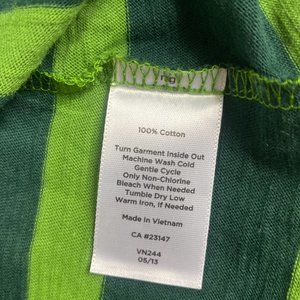 100% Cotton
Turn Garment Inside Out
Machine Wash Cold
Gentle Cycle
Only Non-Chlorine
Bleach When Needed
Tumble Dry Low
Warm Iron, If Needed
Made In Vietnam
CA #23147
VN244
05/13